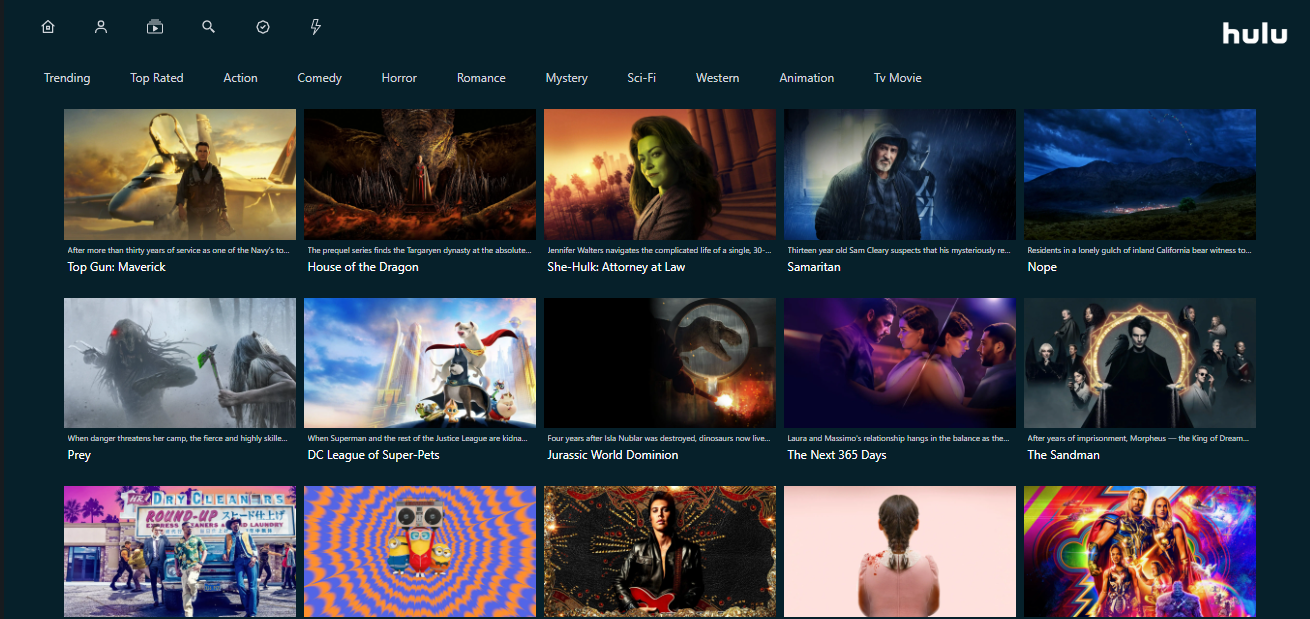 hulu
Trending Top Rated Action Comedy Horror Romance Mystery Sci-Fi Western Animation Tv Movie
After more than thirty years of service as one of the Navy's to...
Top Gun: Maverick
The prequel series finds the Targaryen dynasty at the absolute...
House of the Dragon
Jennifer Walters navigates the complicated life of a single, 30-...
She-Hulk: Attorney at Law
Thirteen year old Sam Cleary suspects that his mysteriously re...
Samaritan
Residents in a lonely gulch of inland California bear witness to...
Nope
When danger threatens her camp, the fierce and highly skille...
Prey
When Superman and the rest of the Justice League are kidna...
DC League of Super-Pets
Four years after Isla Nublar was destroyed, dinosaurs now live...
Jurassic World Dominion
Laura and Massimo's relationship hangs in the balance as the...
The Next 365 Days
After years of imprisonment, Morpheus — the King of Dream...
The Sandman
DRY CLEANERS
ROUND-UP スピード仕上げ
EXPRESS CLEANERS AND LAUNDRY